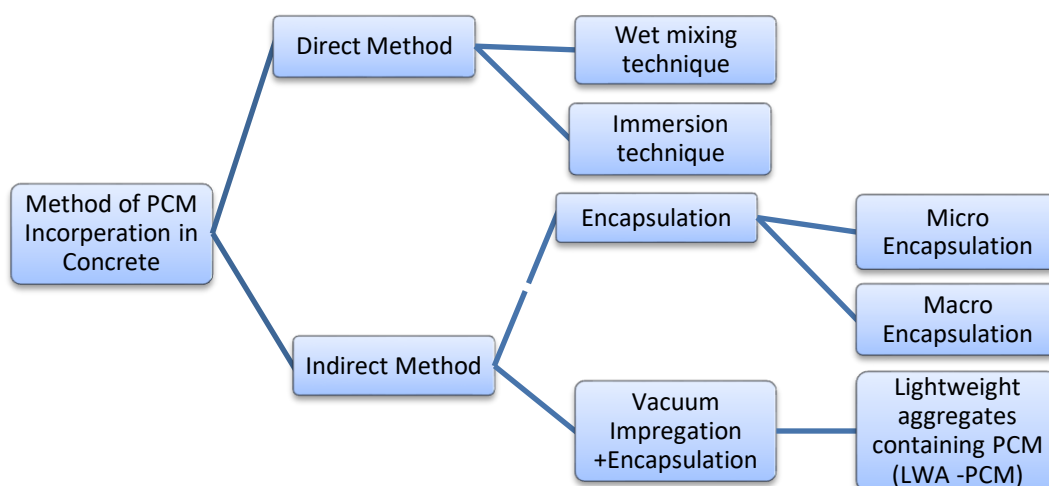 Method of PCM
Incorperation in
Concrete
Direct Method
Wet mixing
technique
Immersion
technique
Indirect Method
Encapsulation
Micro
Encapsulation
Macro
Encapsulation
Vacuum
Impregation
+Encapsulation
Lightweight
aggregates
containing PCM
(LWA -PCM)